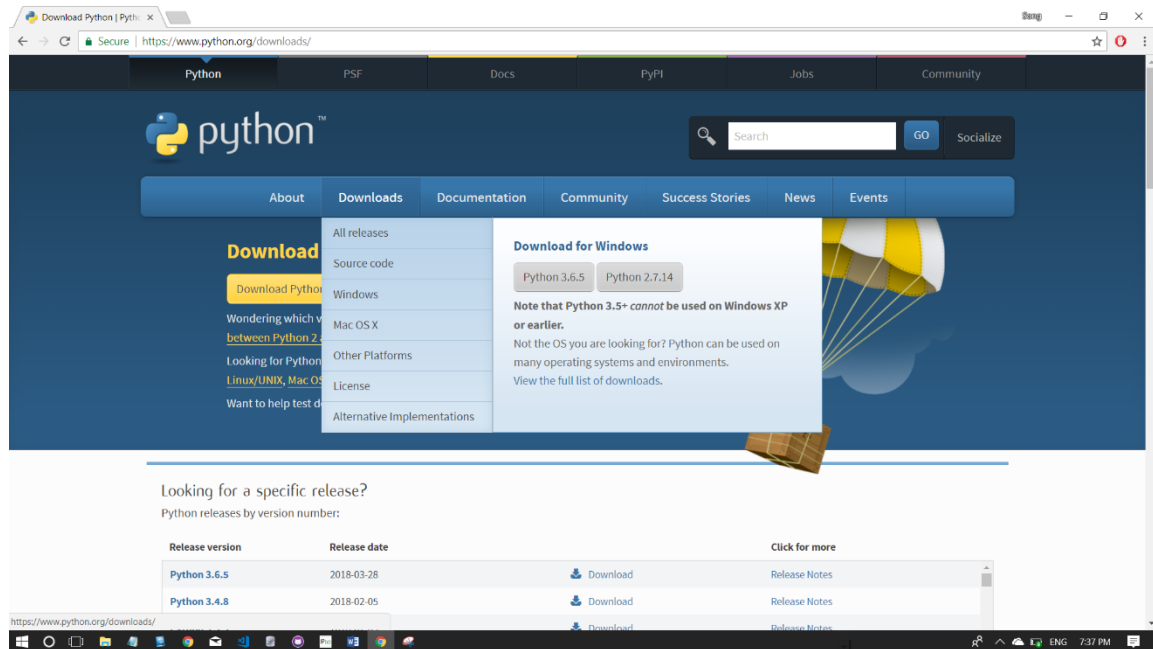 Download Python | Pyth
Sang
Secure | https://www.python.org/downloads/
Python PSF Docs PyPI Jobs Community
python™
Search GO Socialize
About Downloads Documentation Community Success Stories News Events
Download
Download Pytho
Wondering which v
between Python 2
Looking for Python
Linux/UNIX, Mac OS
Want to help test d
All releases
Source code
Windows
Mac OS X
Other Platforms
License
Alternative Implementations
Download for Windows
Python 3.6.5 Python 2.7.14
Note that Python 3.5+ cannot be used on Windows XP
or earlier.
Not the OS you are looking for? Python can be used on
many operating systems and environments.
View the full list of downloads.
Looking for a specific release?
Python releases by version number:
Release version Release date Click for more
Python 3.6.5 2018-03-28 Download Release Notes
Python 3.4.8 2018-02-05 Download Release Notes
Download Release Notes
https://www.python.org/downloads/
ENG 7:37 PM